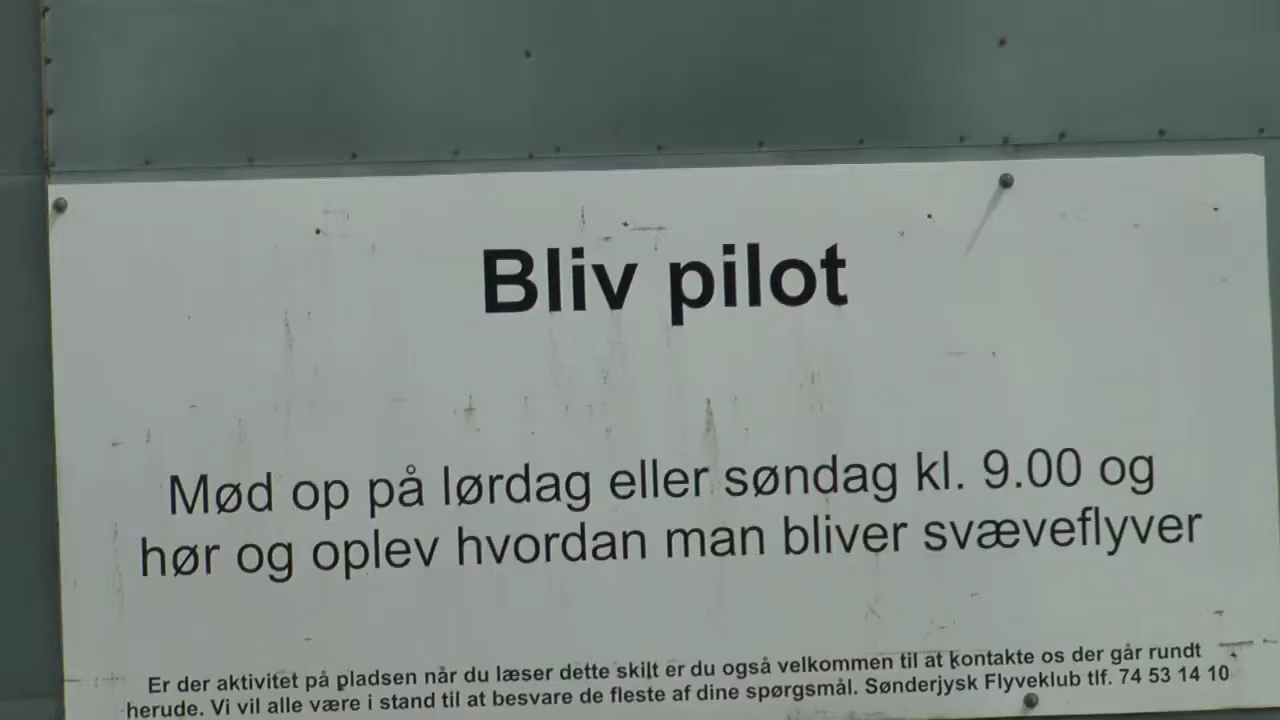 Bliv pilot
Mød op på lørdag eller søndag kl. 9.00 og
hør og oplev hvordan man bliver svæveflyver
Er der aktivitet på pladsen når du læser dette skilt er du også velkommen til at kontakte os der går rundt
herude. Vi vil alle være i stand til at besvare de fleste af dine spørgsmål. Sønderjysk Flyveklub tlf. 74 53 14 10